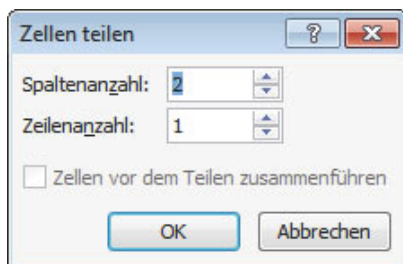 Zellen teilen
Spaltenanzahl: 2
Zeilenanzahl: 1
Zellen vor dem Teilen zusammenführen
OK Abbrechen